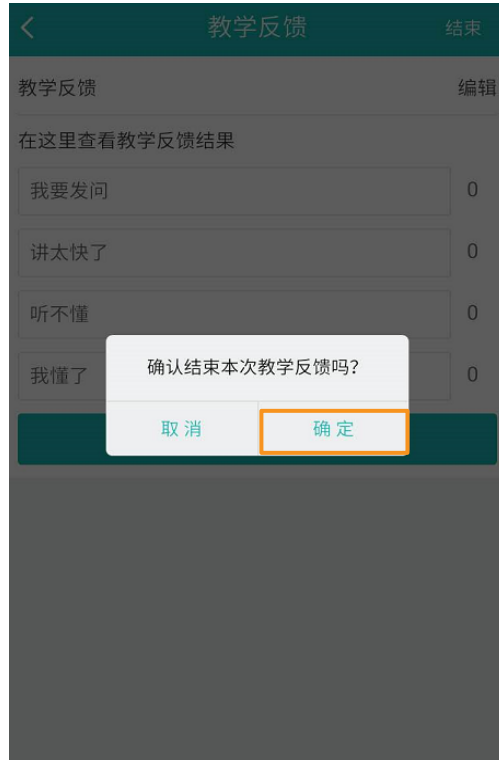 教学反馈
结束
教学反馈
编辑
在这里查看教学反馈结果
我要发问
0
讲太快了
0
听不懂
0
我懂了
0
确认结束本次教学反馈吗?
取消
确定